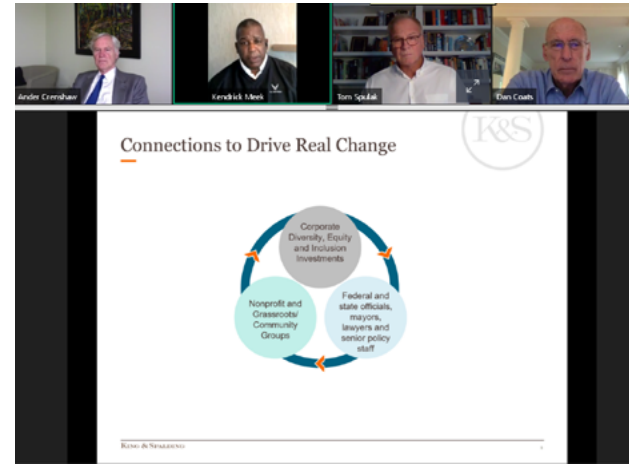 Ander Crenshaw
Kendrick Meek
Tom Spulak
Dan Coats
K&S
Connections to Drive Real Change
Corporate
Diversity, Equity
and Inclusion
Investments
Nonprofit and
Grassroots/
Community
Groups
Federal and
state officials,
mayors,
lawyers and
senior policy
staff
KING & SPALDING